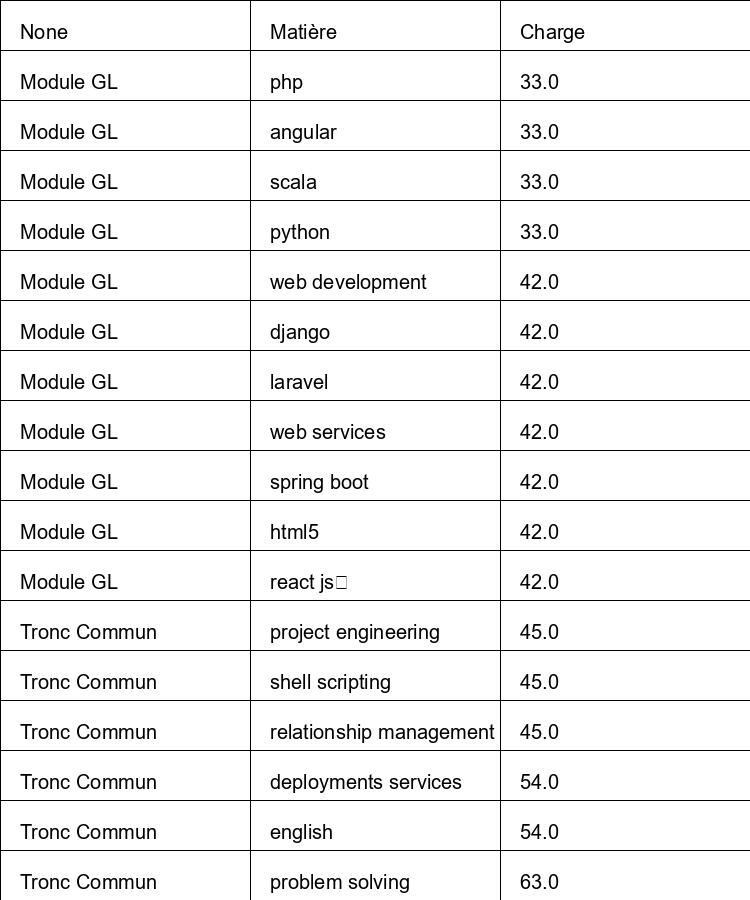 None Matière Charge
Module GL php 33.0
Module GL angular 33.0
Module GL scala 33.0
Module GL python 33.0
Module GL web development 42.0
Module GL django 42.0
Module GL laravel 42.0
Module GL web services 42.0
Module GL spring boot 42.0
Module GL html5 42.0
Module GL react js□ 42.0
Tronc Commun project engineering 45.0
Tronc Commun shell scripting 45.0
Tronc Commun relationship management 45.0
Tronc Commun deployments services 54.0
Tronc Commun english 54.0
Tronc Commun problem solving 63.0